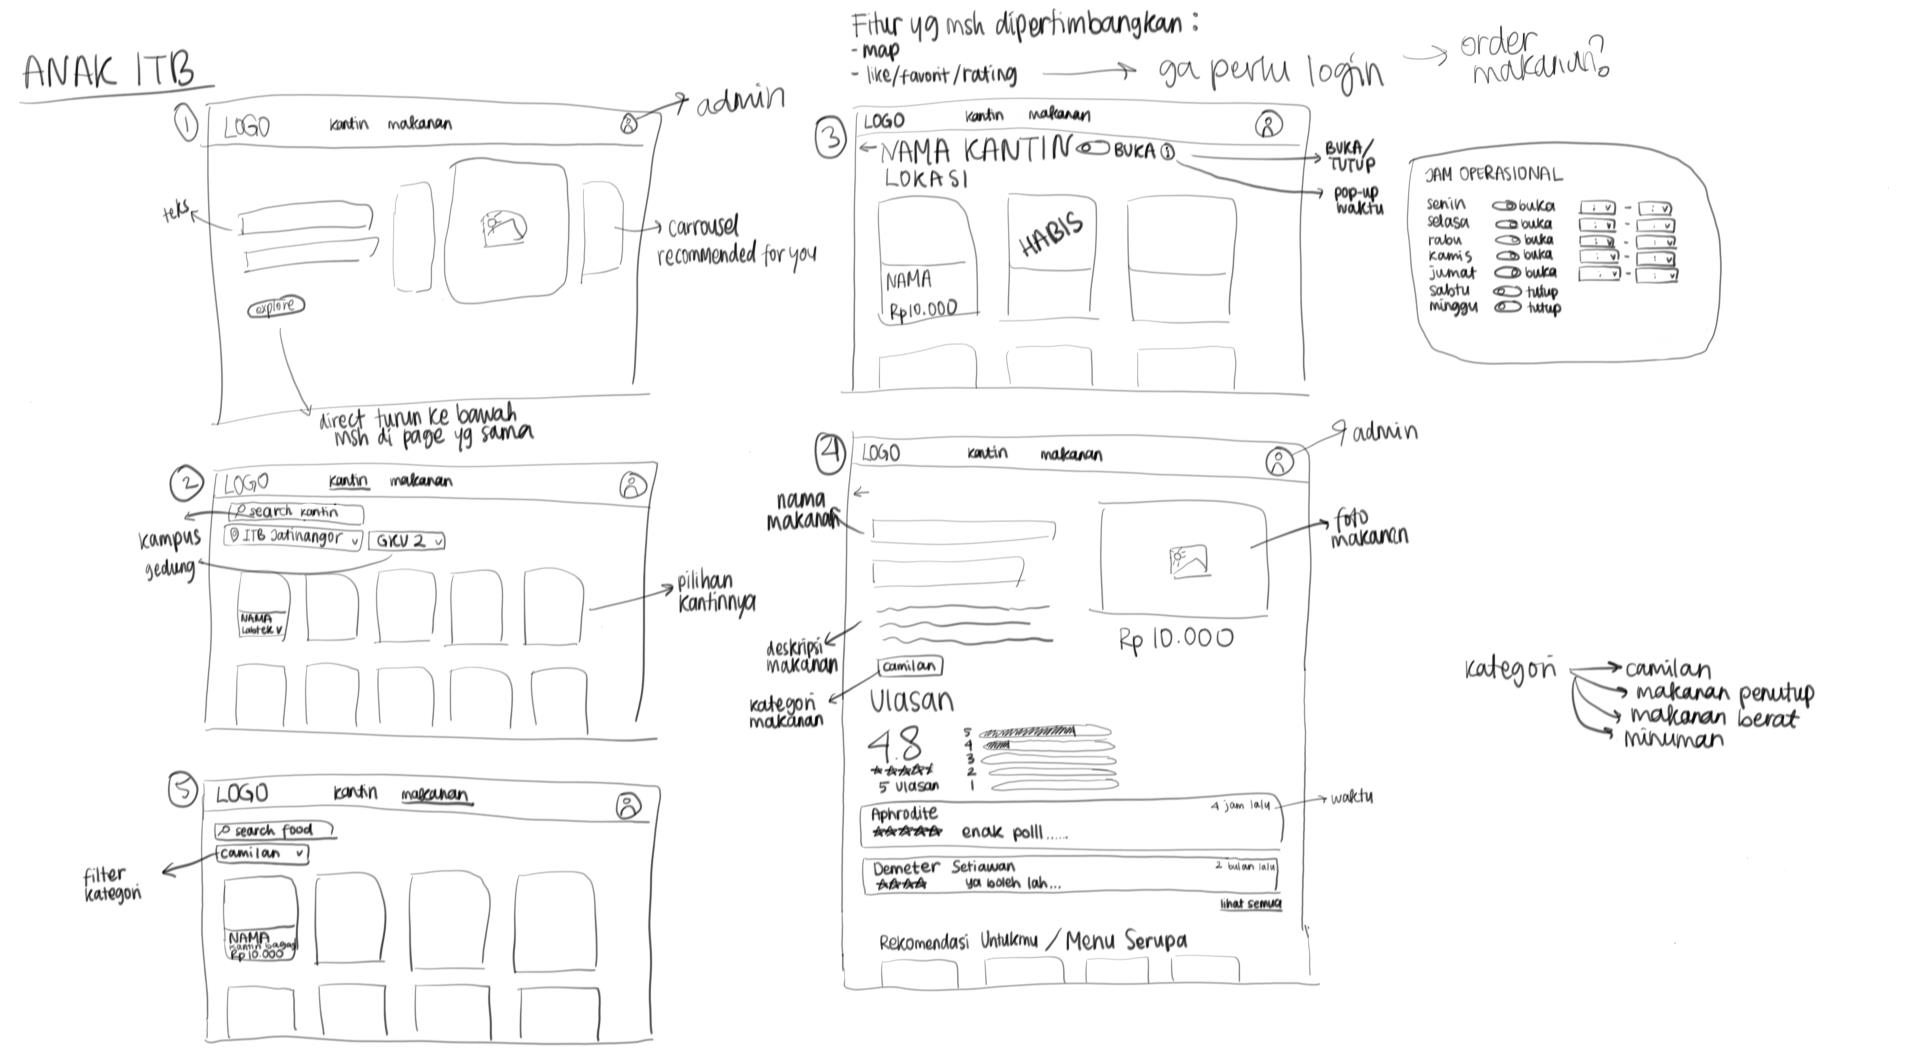 ANAK ITB
Fitur yg msh dipertimbangkan :
- map
- like/favorit/rating
ga perlu login
order
makanan?
1
LOGO kantin makanan
admin
teks
explore
carrousel
recommended for you
direct turun ke bawah
msh di page yg sama
2
LOGO kantin makanan
search kantin
ITB Jatinangor v GKU 2 v
kampus
gedung
NAMA
Labtek V
pilihan
kantinnya
5
LOGO kantin makanan
search food
camilan v
filter
kategori
NAMA
kantin bagas
Rp10.000
3
LOGO kantin makanan
NAMA KANTIN BUKA i
LOKASI
BUKA/
TUTUP
pop-up
waktu
NAMA
Rp10.000
HABIS
JAM OPERASIONAL
senin buka : v - : v
selasa buka : v - : v
rabu buka : v - : v
kamis buka : v - : v
jumat buka : v - : v
sabtu tutup
minggu tutup
4
LOGO kantin makanan
admin
nama
makanan
foto
makanan
Rp 10.000
deskripsi
makanan
camilan
kategori
makanan
Ulasan
4.8
5 ulasan
5
4
3
2
1
Aphrodite 4 jam lalu
enak polll......
waktu
Demeter Setiawan 2 bulan lalu
ya boleh lah...
lihat semua
Rekomendasi Untukmu / Menu Serupa
kategori
camilan
makanan penutup
makanan berat
minuman